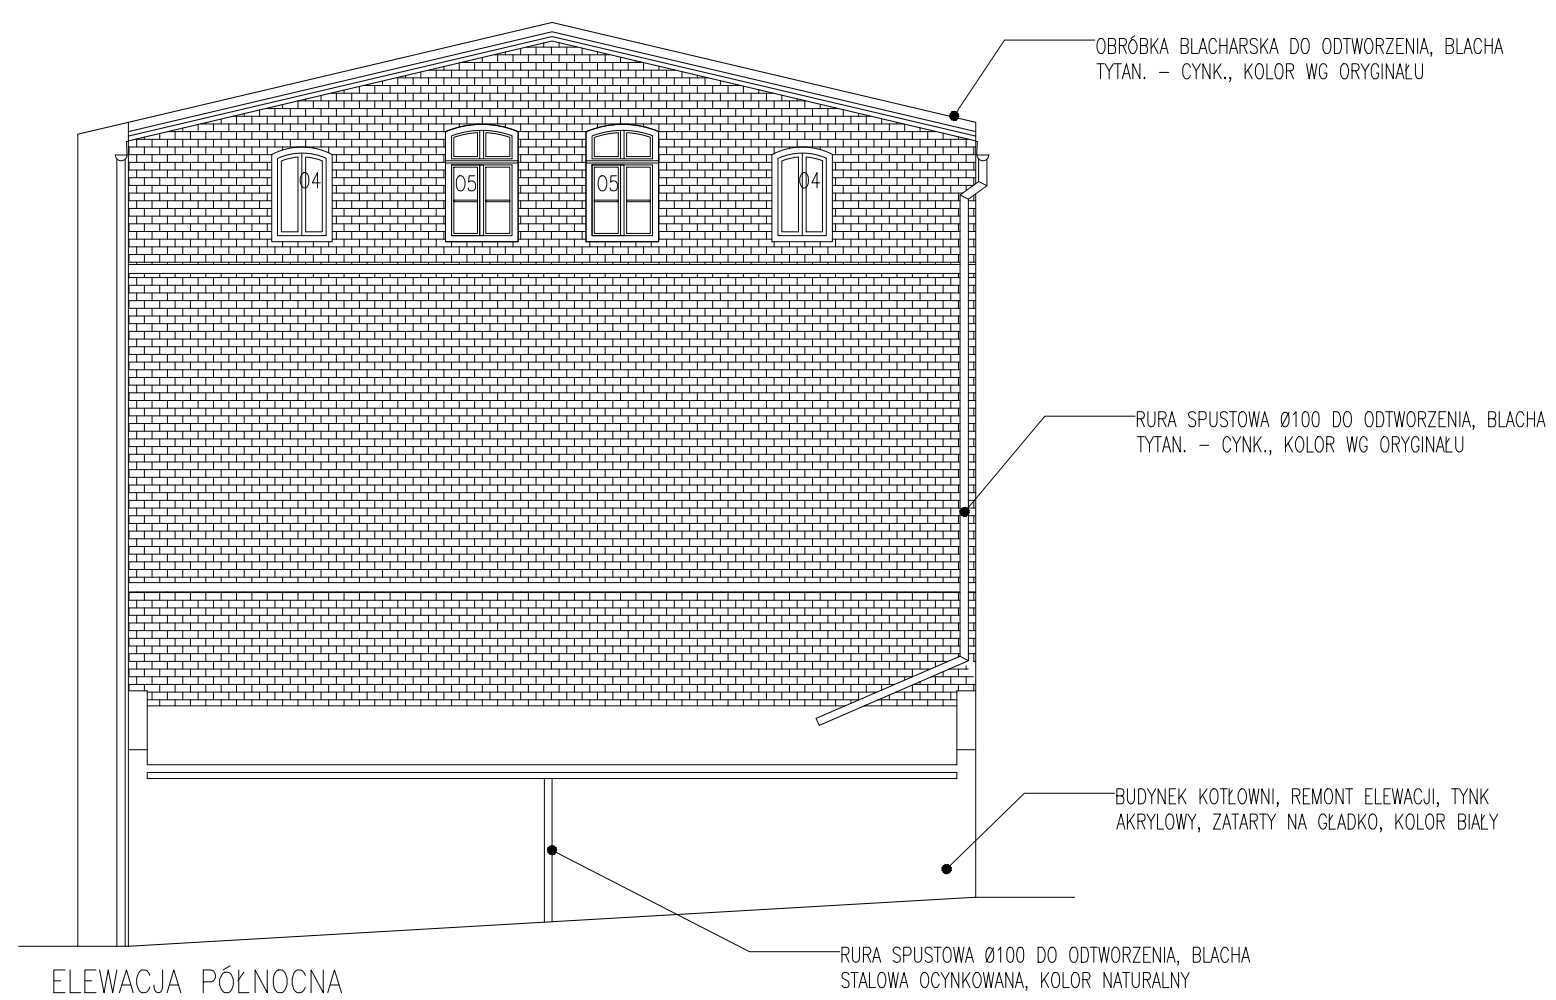 OBRÓBKA BLACHARSKA DO ODTWORZENIA, BLACHA
TYTAN. – CYNK., KOLOR WG ORYGINAŁU
04
05
05
04
RURA SPUSTOWA Ø100 DO ODTWORZENIA, BLACHA
TYTAN. – CYNK., KOLOR WG ORYGINAŁU
BUDYNEK KOTŁOWNI, REMONT ELEWACJI, TYNK
AKRYLOWY, ZATARTY NA GŁADKO, KOLOR BIAŁY
RURA SPUSTOWA Ø100 DO ODTWORZENIA, BLACHA
STALOWA OCYNKOWANA, KOLOR NATURALNY
ELEWACJA PÓŁNOCNA